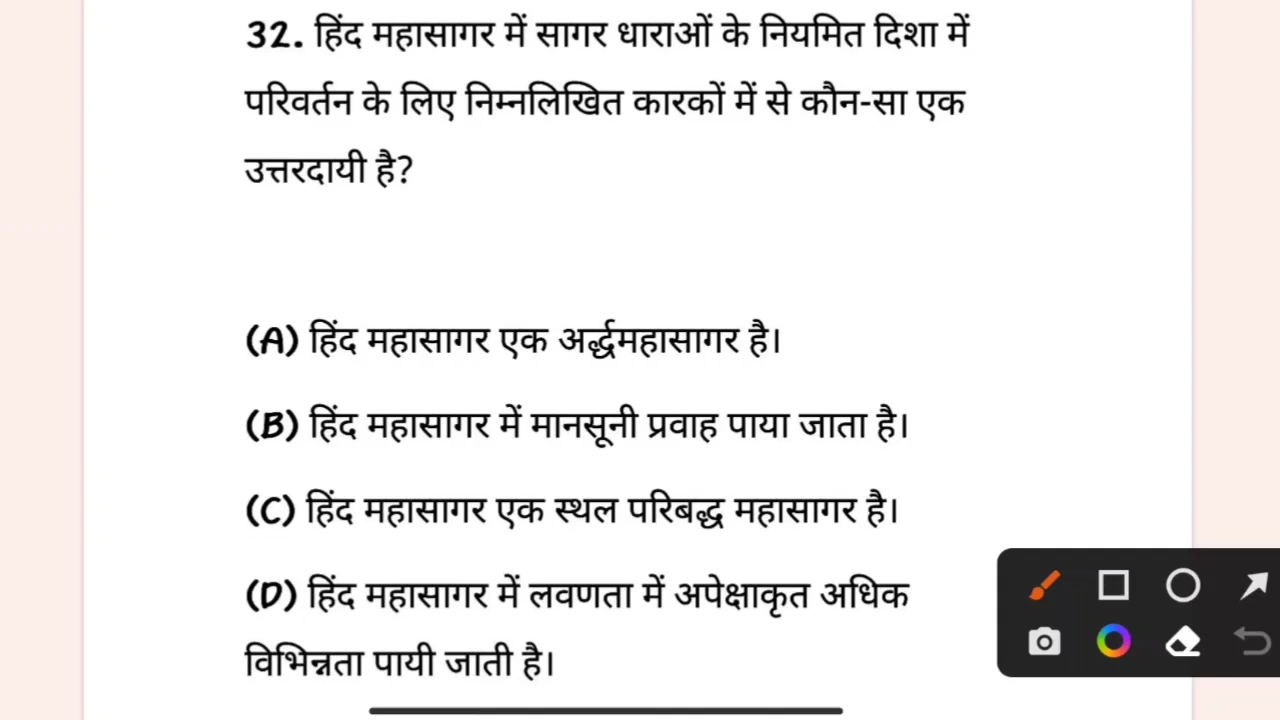 32. हिंद महासागर में सागर धाराओं के नियमित दिशा में
परिवर्तन के लिए निम्नलिखित कारकों में से कौन-सा एक
उत्तरदायी है?
(A) हिंद महासागर एक अर्द्धमहासागर है।
(B) हिंद महासागर में मानसूनी प्रवाह पाया जाता है।
(C) हिंद महासागर एक स्थल परिबद्ध महासागर है।
(D) हिंद महासागर में लवणता में अपेक्षाकृत अधिक
विभिन्नता पायी जाती है।